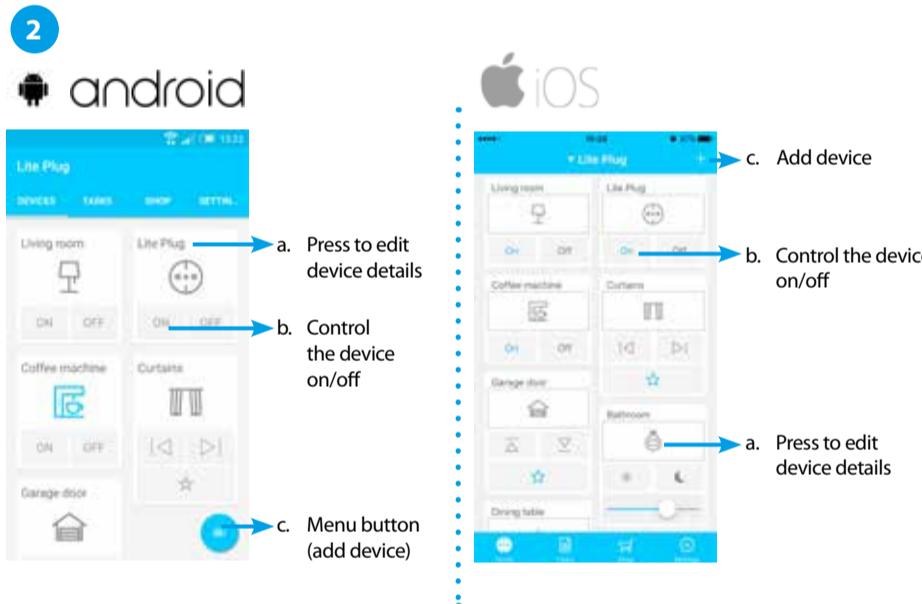 2
android
iOS
13:22
Lite Plug
DEVICES TASKS SHOP SETTIN..
Living room
Lite Plug
ON OFF
ON OFF
Coffee machine
Curtains
ON OFF
Garage door
a. Press to edit
device details
b. Control
the device
on/off
c. Menu button
(add device)
Lite Plug +
Living room
Lite Plug
On Off
On Off
Coffee machine
Curtains
On Off
Garage door
Bathroom
Dining table
c. Add device
b. Control the devic
on/off
a. Press to edit
device details